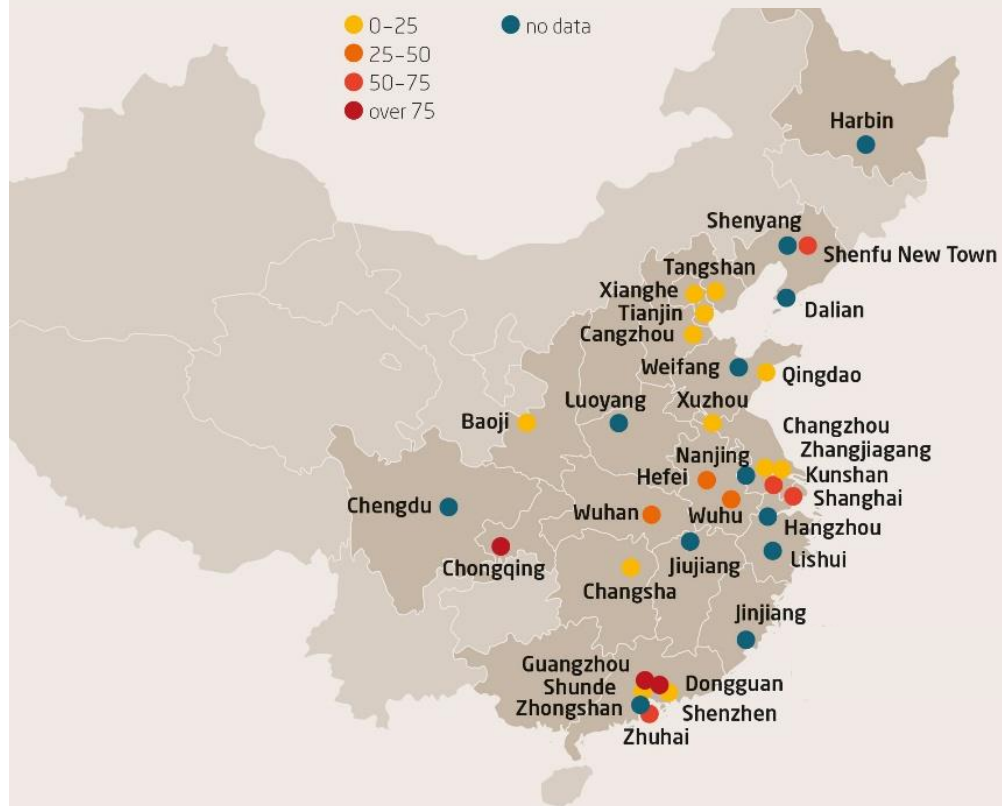 0–25
no data
25–50
50–75
over 75
Harbin
Shenyang
Shenfu New Town
Tangshan
Xianghe
Tianjin
Dalian
Cangzhou
Weifang
Qingdao
Luoyang
Xuzhou
Baoji
Changzhou
Zhangjiagang
Nanjing
Kunshan
Hefei
Shanghai
Chengdu
Wuhan
Wuhu
Hangzhou
Lishui
Chongqing
Jiujiang
Changsha
Jinjiang
Guangzhou
Shunde
Dongguan
Zhongshan
Shenzhen
Zhuhai